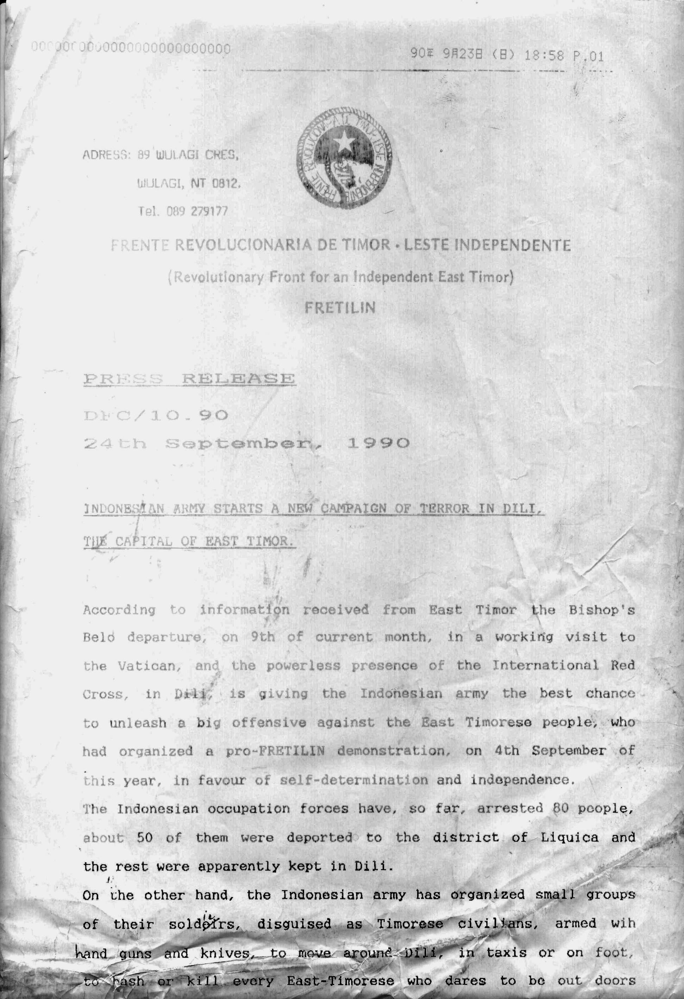 00000000000000000000000000
90年 9月23日 (日) 18:58 P.01
FRENTE REVOLUCIONARIA DE TIMOR LESTE INDEPENDENTE
ADRESS: 89 WULAGI CRES,
WULAGI, NT 0812.
Tel. 089 279177
FRENTE REVOLUCIONARIA DE TIMOR . LESTE INDEPENDENTE
(Revolutionary Front for an Independent East Timor)
FRETILIN
PRESS RELEASE
DFC/10.90
24th September, 1990
INDONESIAN ARMY STARTS A NEW CAMPAIGN OF TERROR IN DILI,
THE CAPITAL OF EAST TIMOR.
According to information received from East Timor the Bishop's
Belo departure, on 9th of current month, in a working visit to
the Vatican, and the powerless presence of the International Red
Cross, in Dili, is giving the Indonesian army the best chance
to unleash a big offensive against the East Timorese people, who
had organized a pro-FRETILIN demonstration, on 4th September of
this year, in favour of self-determination and independence.
The Indonesian occupation forces have, so far, arrested 80 people,
about 50 of them were deported to the district of Liquica and
the rest were apparently kept in Dili.
On the other hand, the Indonesian army has organized small groups
of their soldiers, disguised as Timorese civilians, armed wih
hand guns and knives, to move around Dili, in taxis or on foot,
to bash or kill every East-Timorese who dares to be out doors